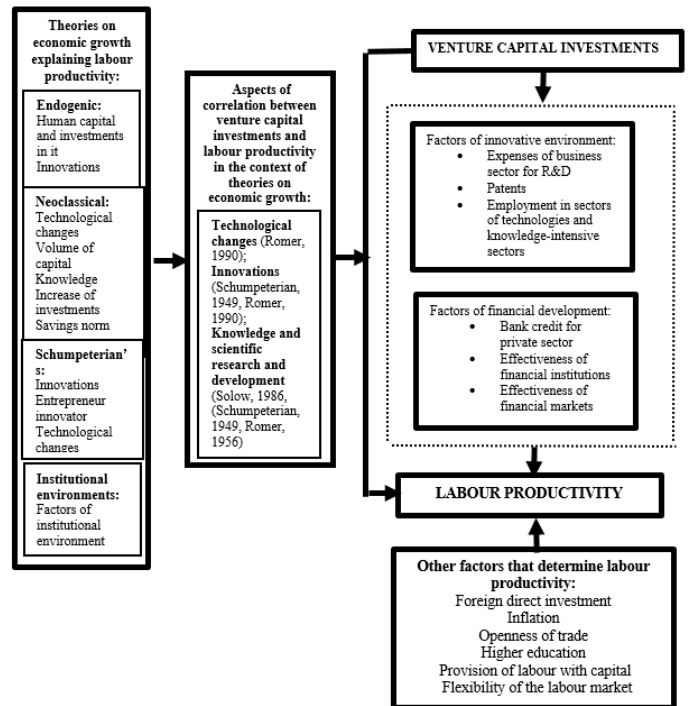 Theories on
economic growth
explaining labour
productivity:
Endogenic:
Human capital
and investments
in it
Innovations
Neoclassical:
Technological
changes
Volume of
capital
Knowledge
Increase of
investments
Savings norm
Schumpeterian's
:
Innovations
Entrepreneur
innovator
Technological
changes
Institutional
environments:
Factors of
institutional
environment
Aspects of
correlation between
venture capital
investments and
labour productivity
in the context of
theories on
economic growth:
Technological
changes (Romer,
1990);
Innovations
(Schumpeterian,
1949, Romer,
1990);
Knowledge and
scientific
research and
development
(Solow, 1986,
(Schumpeterian,
1949, Romer,
1956)
VENTURE CAPITAL INVESTMENTS
Factors of innovative environment:
• Expenses of business
sector for R&D
• Patents
• Employment in sectors
of technologies and
knowledge-intensive
sectors
Factors of financial development:
• Bank credit for
private sector
• Effectiveness of
financial institutions
• Effectiveness of
financial markets
LABOUR PRODUCTIVITY
Other factors that determine labour
productivity:
Foreign direct investment
Inflation
Openness of trade
Higher education
Provision of labour with capital
Flexibility of the labour market